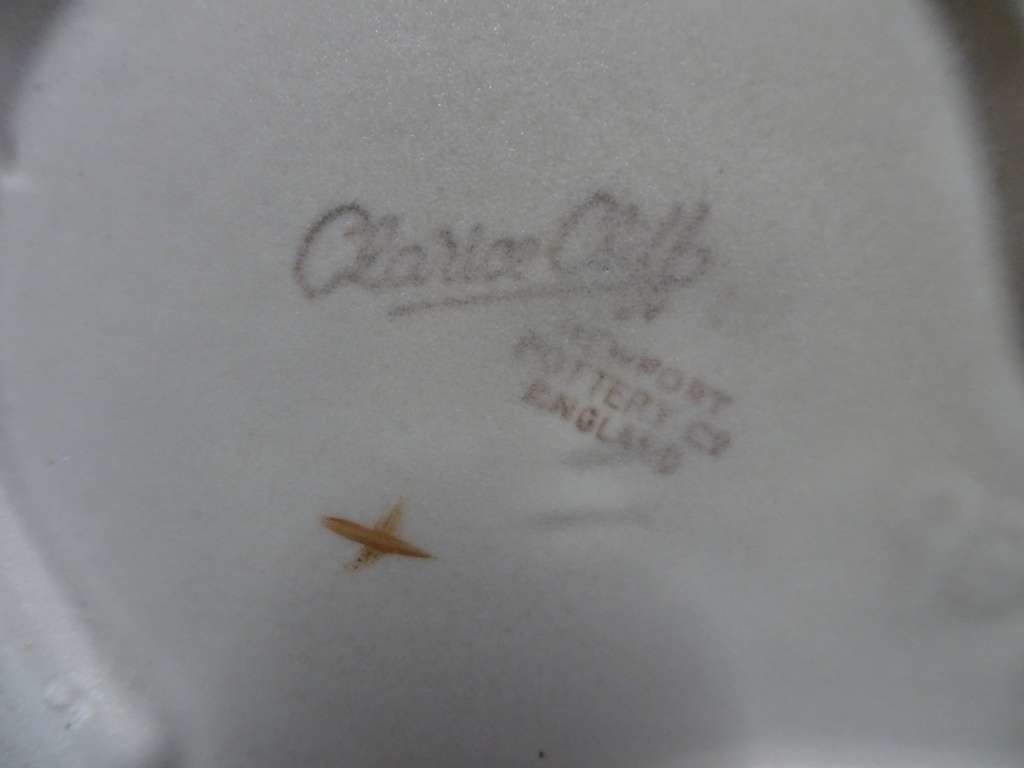 Clarice Cliff
NEWPORT
POTTERY CO
ENGLAND